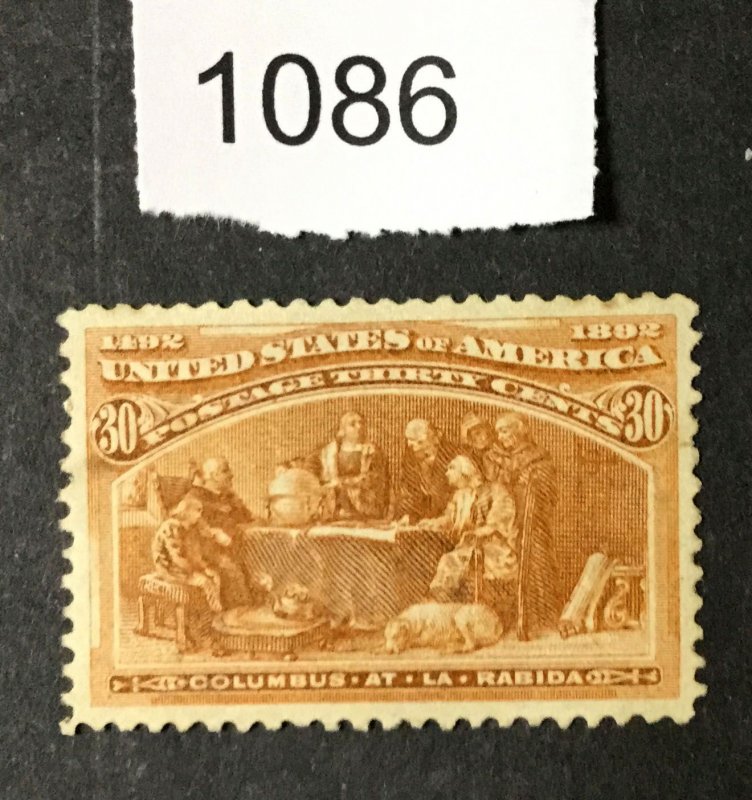 1086
1492 1892
UNITED STATES OF AMERICA
POSTAGE THIRTY CENTS
30 30
COLUMBUS · AT · LA · RABIDA